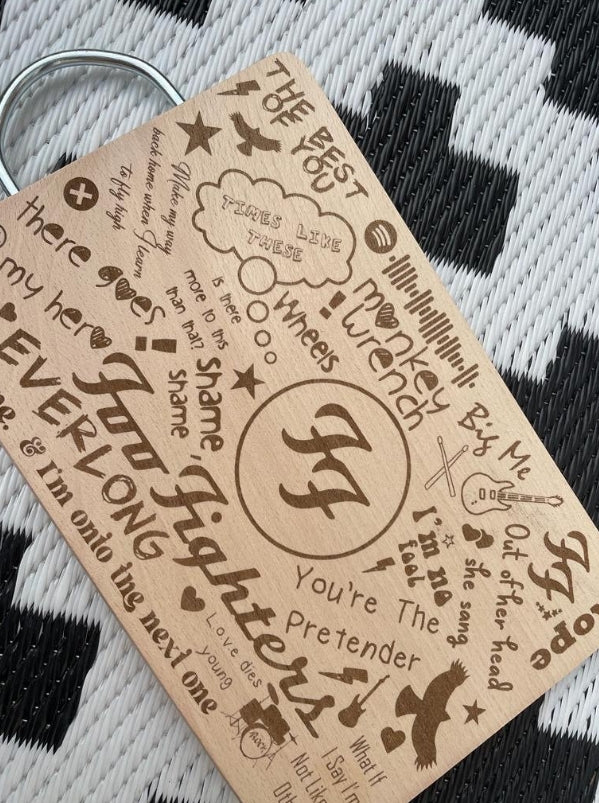 THE BEST
OF YOU
Make my way
back home when I learn
to fly high
TIMES LIKE
THESE
there goes
my hero
is there
more to this
than that?
Wheels
monkey
wrench
Shame,
Shame
EVERLONG
Foo Fighters
FF
Big Me
& I'm onto the next one
I'm no
fool
she sang
Out of her head
FF
You're The
Pretender
Love dies
young
What If
I Say I'm
Not Like